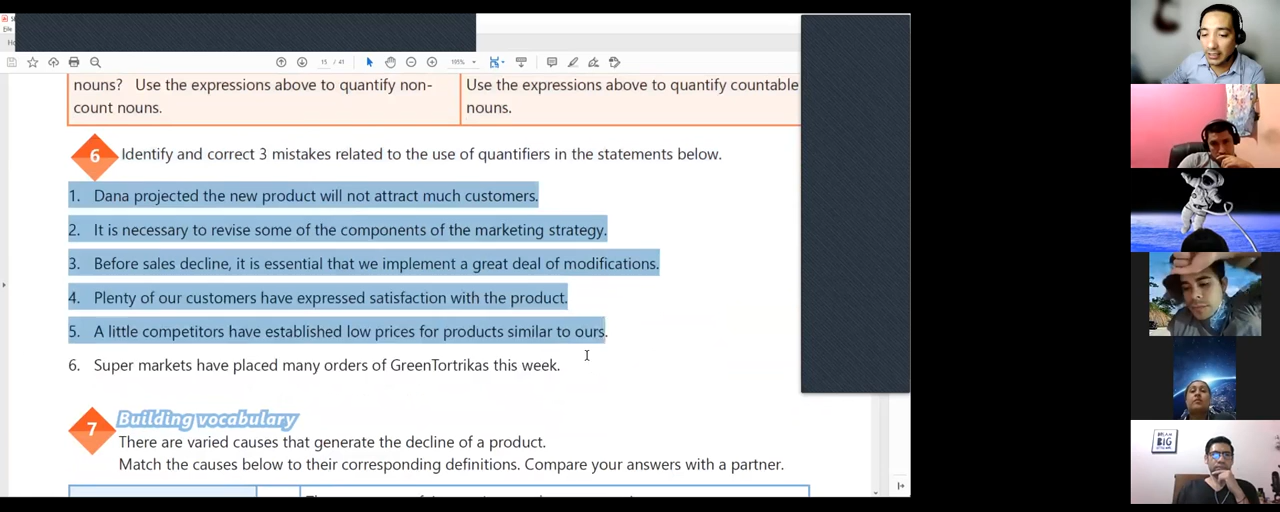 File
15 / 41
195%
nouns?   Use the expressions above to quantify non-
count nouns.
Use the expressions above to quantify countable
nouns.
6
Identify and correct 3 mistakes related to the use of quantifiers in the statements below.
1. Dana projected the new product will not attract much customers.
2. It is necessary to revise some of the components of the marketing strategy.
3. Before sales decline, it is essential that we implement a great deal of modifications.
4. Plenty of our customers have expressed satisfaction with the product.
5. A little competitors have established low prices for products similar to ours.
6. Super markets have placed many orders of GreenTortrikas this week.
7
Building vocabulary
There are varied causes that generate the decline of a product.
Match the causes below to their corresponding definitions. Compare your answers with a partner.
DREAM
BIG